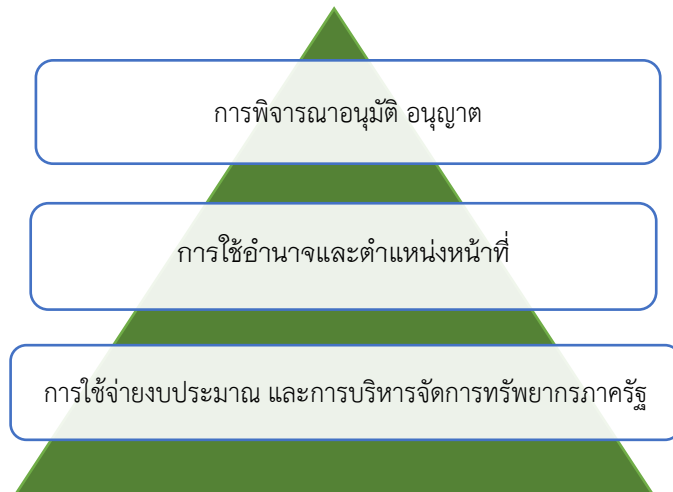 การพิจารณาอนุมัติ อนุญาต
การใช้อำนาจและตำแหน่งหน้าที่
การใช้จ่ายงบประมาณ และการบริหารจัดการทรัพยากรภาครัฐ